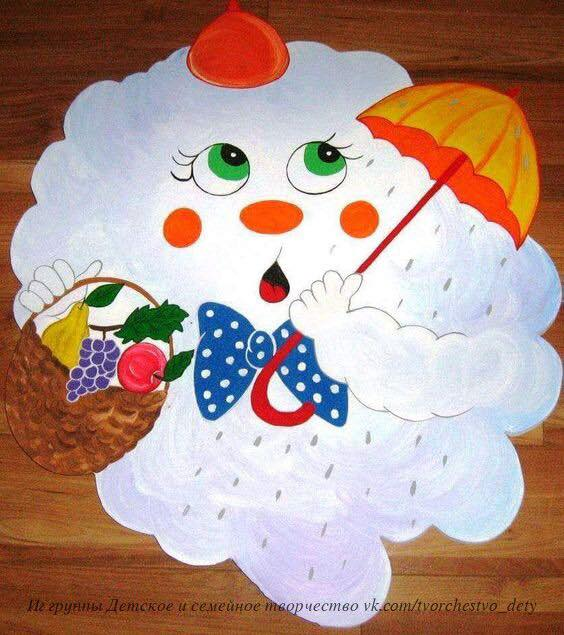 Из группы Детское и семейное творчество vk.com/tvorchestvo_dety